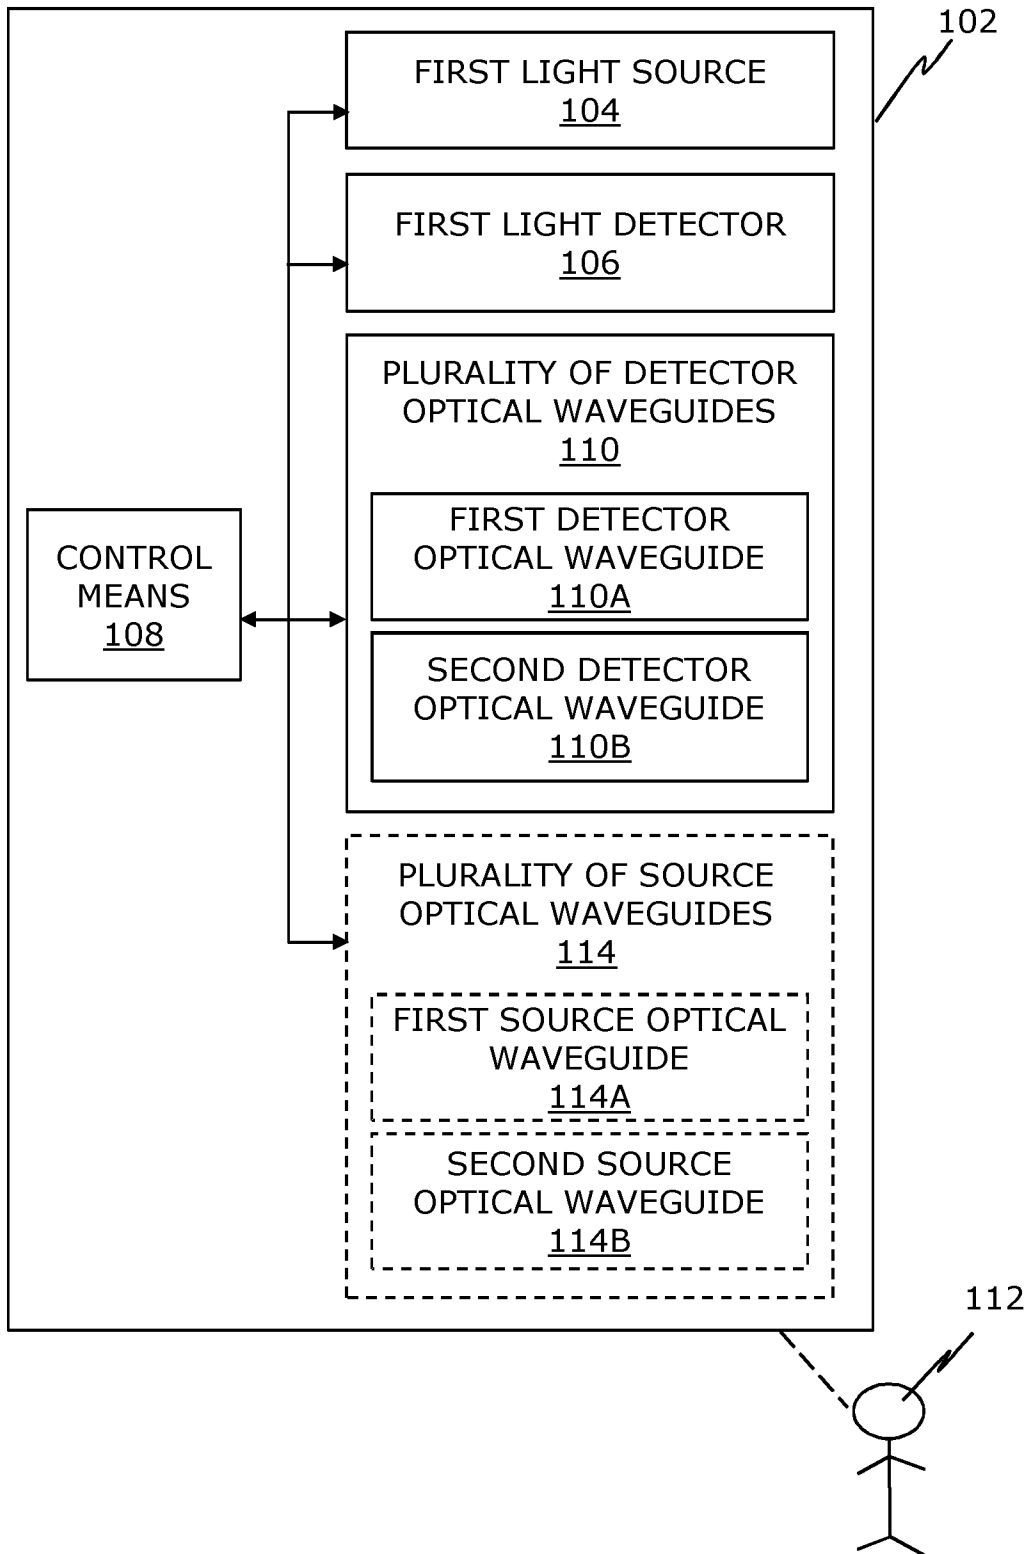 102
FIRST LIGHT SOURCE
104
FIRST LIGHT DETECTOR
106
PLURALITY OF DETECTOR
OPTICAL WAVEGUIDES
110
FIRST DETECTOR
OPTICAL WAVEGUIDE
110A
CONTROL
MEANS
108
SECOND DETECTOR
OPTICAL WAVEGUIDE
110B
PLURALITY OF SOURCE
OPTICAL WAVEGUIDES
114
FIRST SOURCE OPTICAL
WAVEGUIDE
114A
SECOND SOURCE
OPTICAL WAVEGUIDE
114B
112